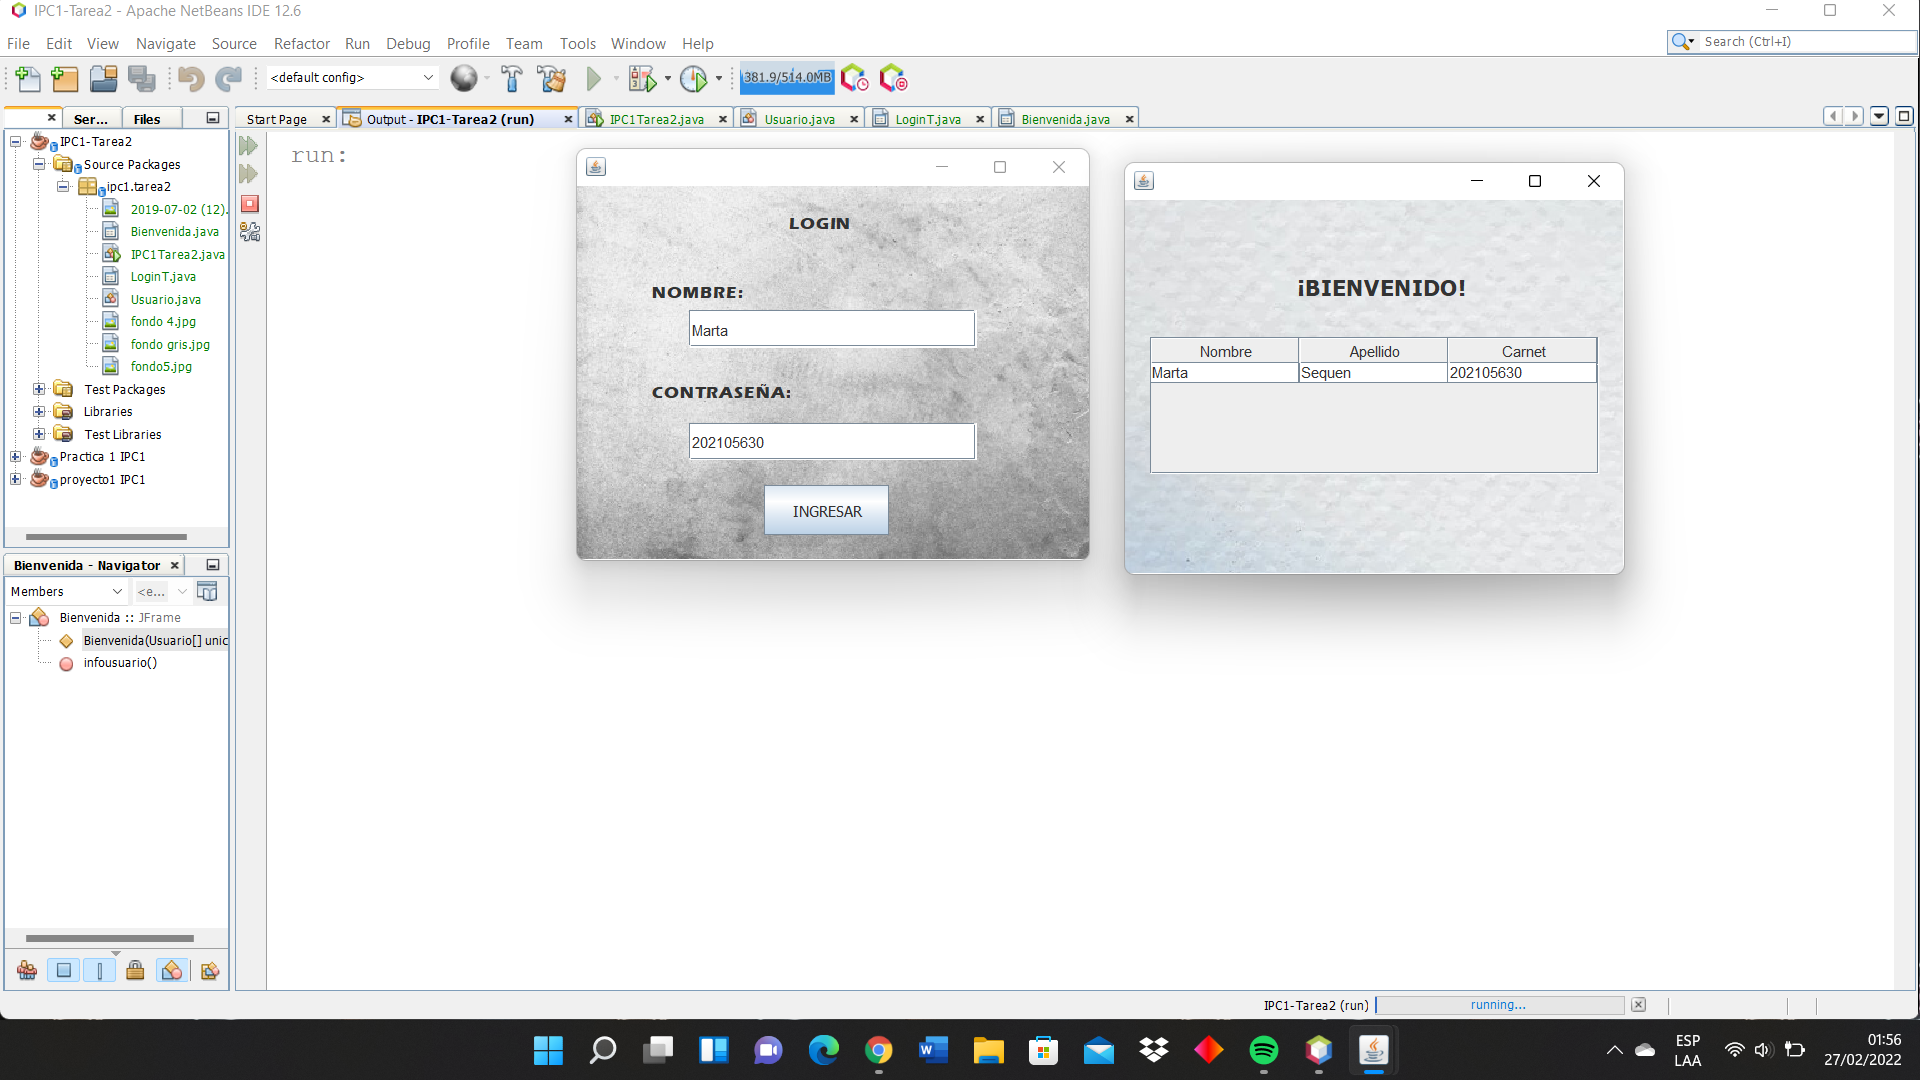 IPC1-Tarea2 - Apache NetBeans IDE 12.6
File Edit View Navigate Source Refactor Run Debug Profile Team Tools Window Help
Search (Ctrl+I)
<default config>
381.9/514.0MB
Ser... Files
Start Page
Output - IPC1-Tarea2 (run)
IPC1Tarea2.java
Usuario.java
LoginT.java
Bienvenida.java
IPC1-Tarea2
Source Packages
ipc1.tarea2
2019-07-02 (12).
Bienvenida.java
IPC1Tarea2.java
LoginT.java
Usuario.java
fondo 4.jpg
fondo gris.jpg
fondo5.jpg
Test Packages
Libraries
Test Libraries
Practica 1 IPC1
proyecto1 IPC1
run:
LOGIN
NOMBRE:
Marta
CONTRASEÑA:
202105630
INGRESAR
¡BIENVENIDO!
Nombre Apellido Carnet
Marta Sequen 202105630
Bienvenida - Navigator
Members <e...
Bienvenida :: JFrame
Bienvenida(Usuario[] unic
infousuario()
IPC1-Tarea2 (run) running...
ESP
LAA
01:56
27/02/2022